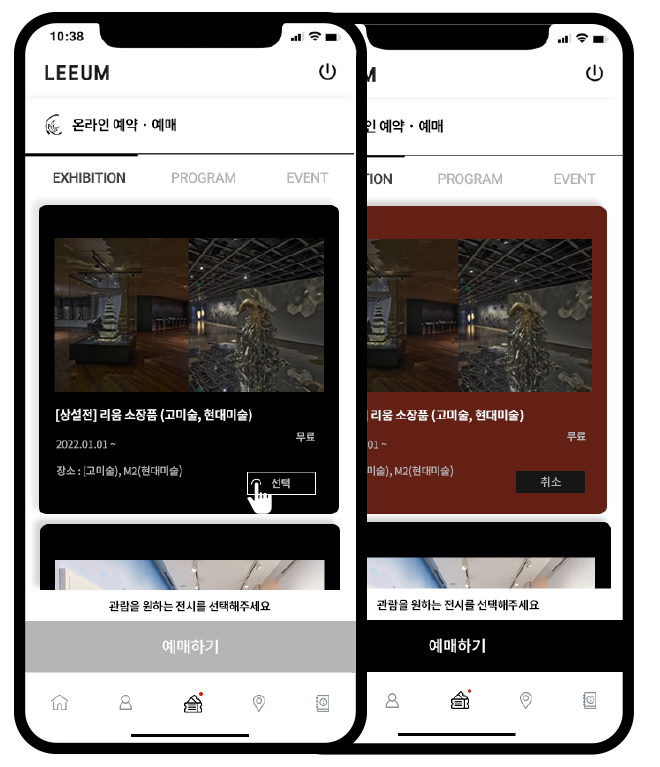 10:38
LEEUM
온라인 예약 · 예매
EXHIBITION PROGRAM EVENT
[상설전] 리움 소장품 (고미술, 현대미술)
무료
2022.01.01 ~
장소 : (고미술), M2(현대미술)
선택
관람을 원하는 전시를 선택해주세요
예매하기
M
인 예약 · 예매
ION PROGRAM EVENT
리움 소장품 (고미술, 현대미술)
무료
01 ~
미술), M2(현대미술)
취소
관람을 원하는 전시를 선택해주세요
예매하기